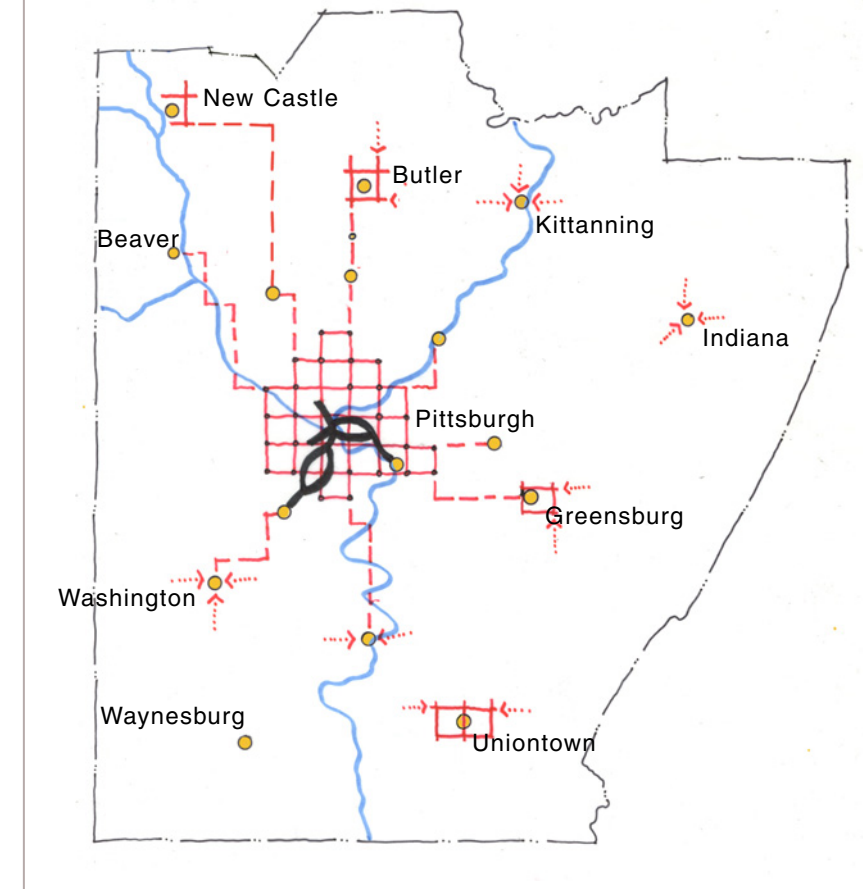 New Castle
Butler
Kittanning
Beaver
Indiana
Pittsburgh
Greensburg
Washington
Waynesburg
Uniontown